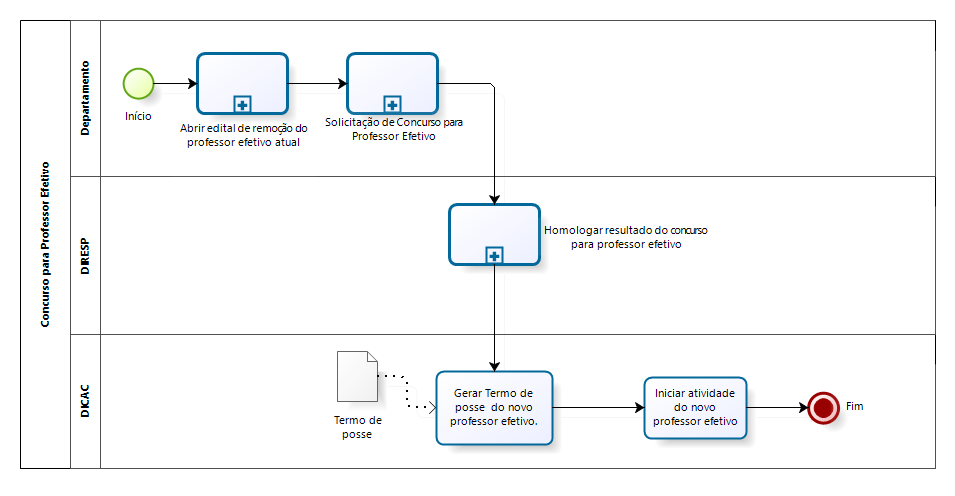 Concurso para Professor Efetivo
Departamento
Início
Abrir edital de remoção do
professor efetivo atual
Solicitação de Concurso para
Professor Efetivo
DIRESP
Homologar resultado do concurso
para professor efetivo
DICAC
Termo de
posse
Gerar Termo de
posse do novo
professor efetivo.
Iniciar atividade
do novo
professor efetivo
Fim